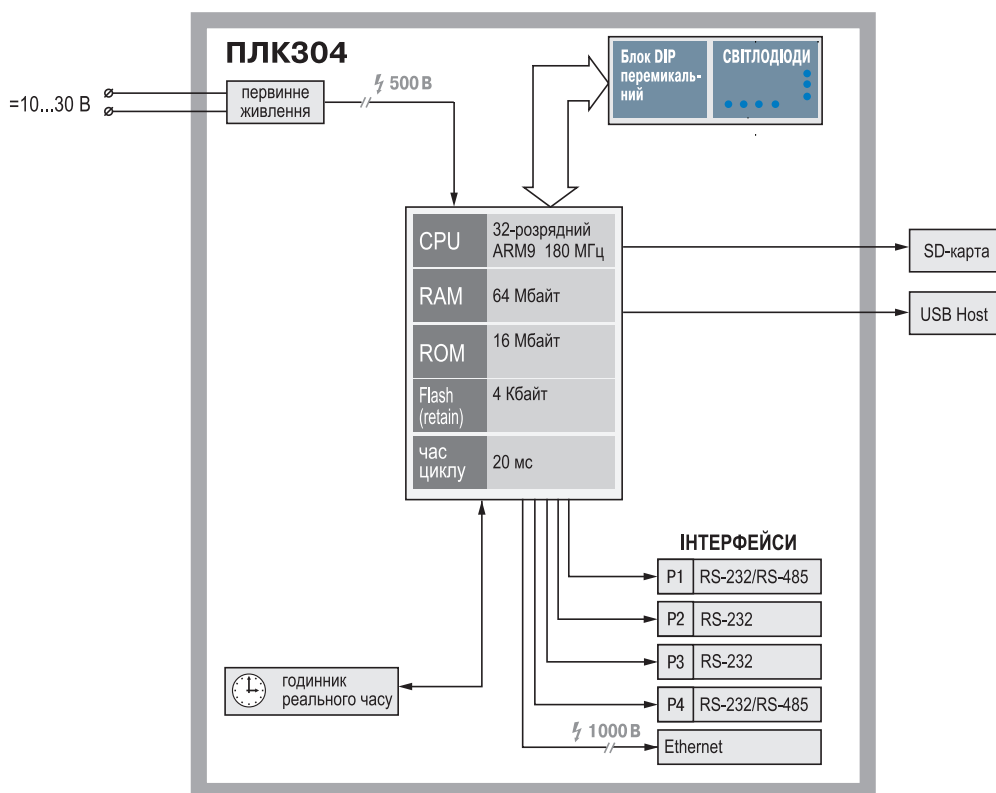 ПЛК304
=10...30 В
первинне
живлення
500 В
Блок DIP
перемикаль-
ний
СВІТЛОДІОДИ
CPU
32-розрядний
ARM9 180 МГц
RAM
64 Мбайт
ROM
16 Мбайт
Flash
(retain)
4 Кбайт
час
циклу
20 мс
SD-карта
USB Host
ІНТЕРФЕЙСИ
P1 RS-232/RS-485
P2 RS-232
P3 RS-232
P4 RS-232/RS-485
1000 В
Ethernet
годинник
реального часу